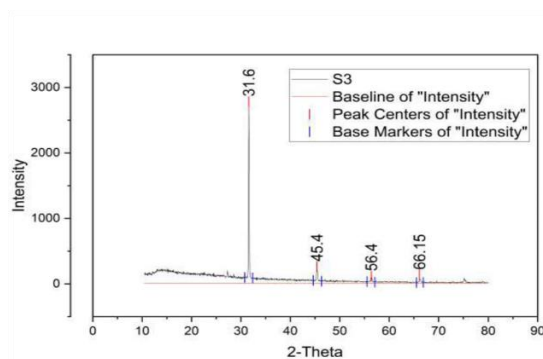 S3
Baseline of "Intensity"
Peak Centers of "Intensity"
Base Markers of "Intensity"
31.6
45.4
56.4
66.15
3000
2000
1000
0
Intensity
0 10 20 30 40 50 60 70 80 90
2-Theta